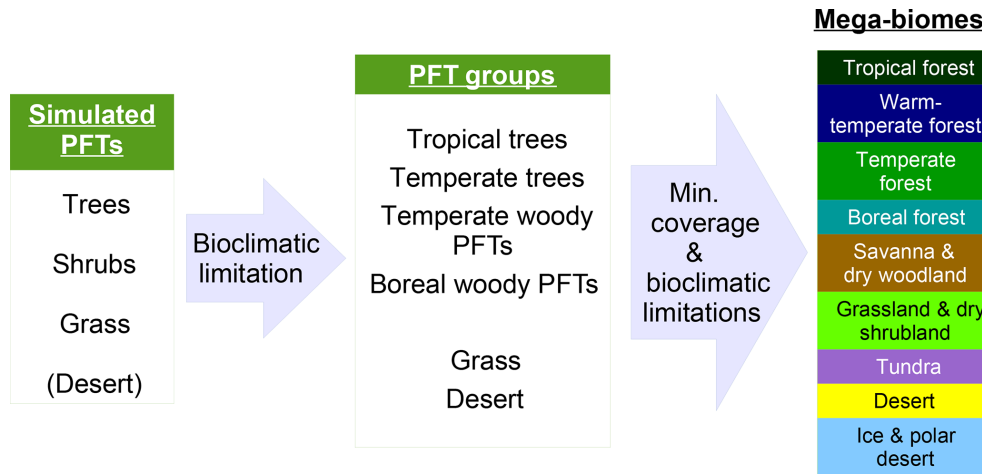 Simulated
PFTs
Trees
Shrubs
Grass
(Desert)
Bioclimatic
limitation
PFT groups
Tropical trees
Temperate trees
Temperate woody
PFTs
Boreal woody PFTs
Grass
Desert
Min.
coverage
&
bioclimatic
limitations
Mega-biomes
Tropical forest
Warm-
temperate forest
Temperate
forest
Boreal forest
Savanna &
dry woodland
Grassland & dry
shrubland
Tundra
Desert
Ice & polar
desert